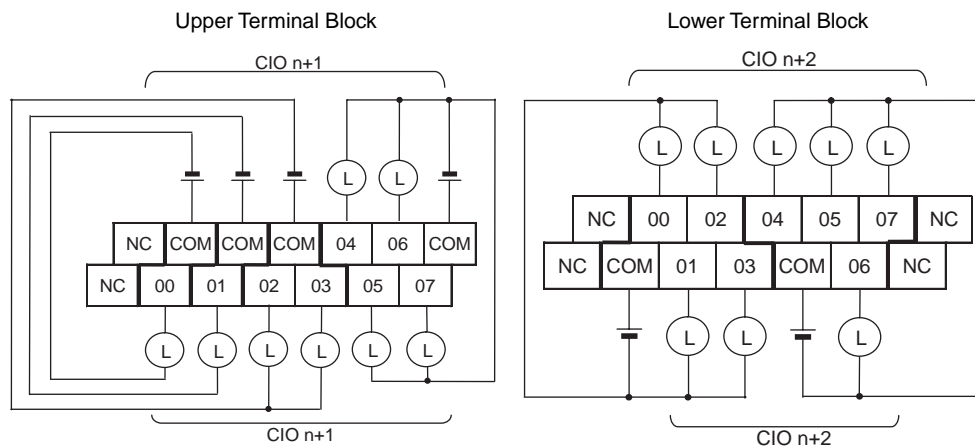 Upper Terminal Block
Lower Terminal Block
CIO n+1
CIO n+2
L L
L L L L L
NC COM COM COM 04 06 COM
NC 00 02 04 05 07 NC
NC 00 01 02 03 05 07
NC COM 01 03 COM 06 NC
L L L L L L
L L L
CIO n+1
CIO n+2